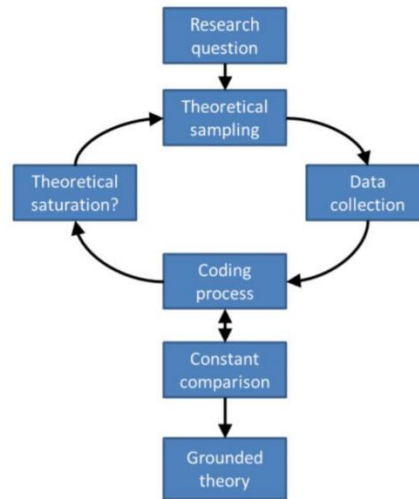 Research
question
Theoretical
sampling
Theoretical
saturation?
Data
collection
Coding
process
Constant
comparison
Grounded
theory